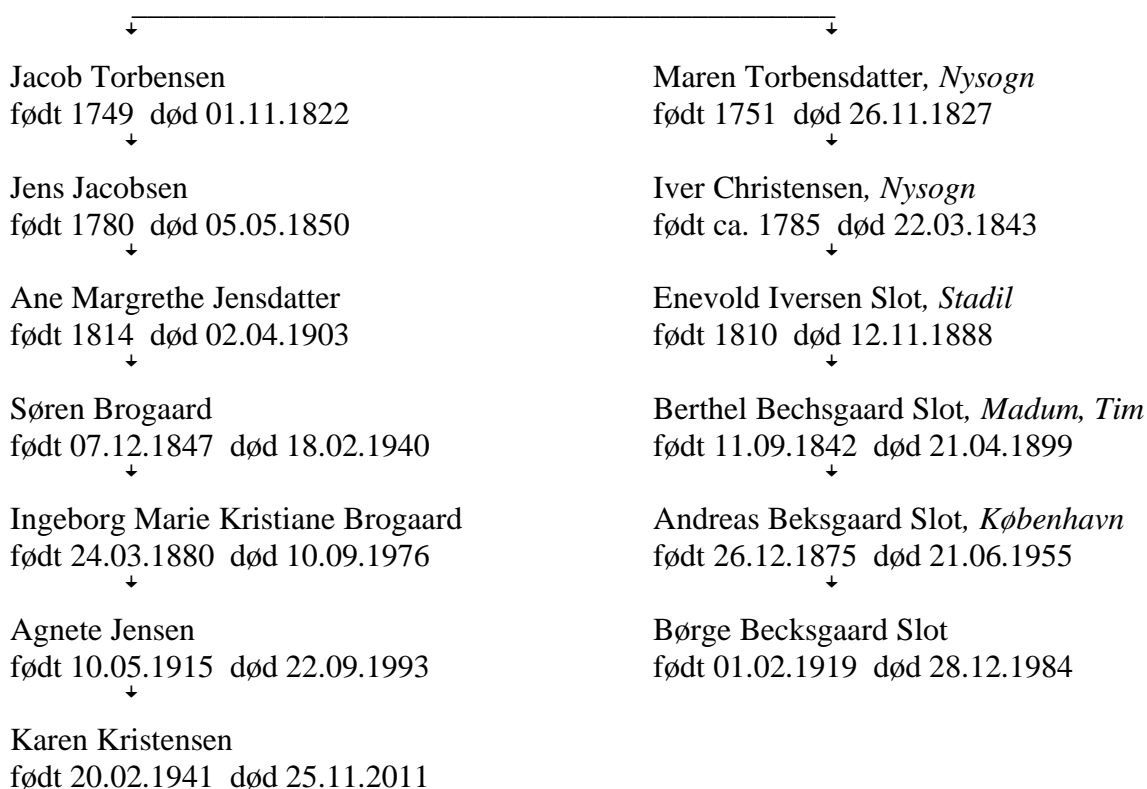 Jacob Torbensen
født 1749 død 01.11.1822
Jens Jacobsen
født 1780 død 05.05.1850
Ane Margrethe Jensdatter
født 1814 død 02.04.1903
Søren Brogaard
født 07.12.1847 død 18.02.1940
Ingeborg Marie Kristiane Brogaard
født 24.03.1880 død 10.09.1976
Agnete Jensen
født 10.05.1915 død 22.09.1993
Karen Kristensen
født 20.02.1941 død 25.11.2011
Maren Torbensdatter, Nysogn
født 1751 død 26.11.1827
Iver Christensen, Nysogn
født ca. 1785 død 22.03.1843
Enevold Iversen Slot, Stadil
født 1810 død 12.11.1888
Berthel Bechsgaard Slot, Madum, Tim
født 11.09.1842 død 21.04.1899
Andreas Beksgaard Slot, København
født 26.12.1875 død 21.06.1955
Børge Becksgaard Slot
født 01.02.1919 død 28.12.1984